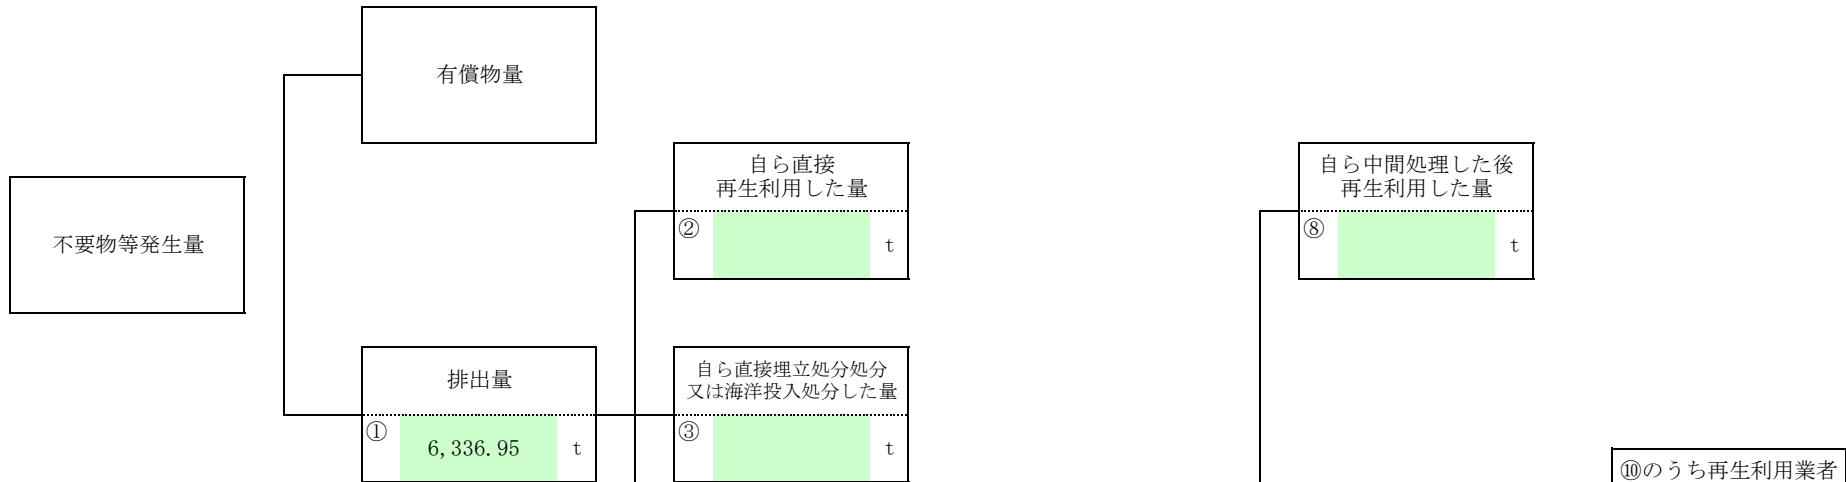 有償物量
不要物等発生量
自ら直接
再生利用した量
②
t
自ら中間処理した後
再生利用した量
⑧
t
排出量
①
6,336.95
t
自ら直接埋立処分処分
又は海洋投入処分した量
③
t
⑩のうち再生利用業者